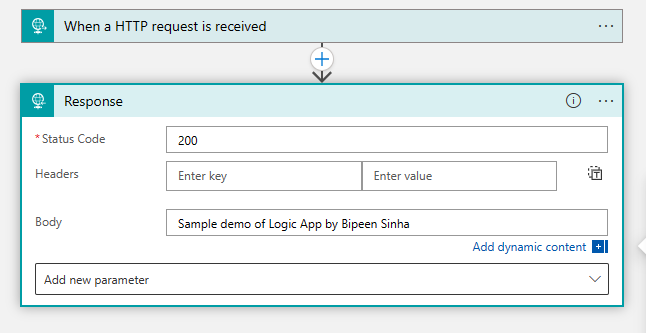 When a HTTP request is received
Response
* Status Code
200
Headers
Enter key
Enter value
Body
Sample demo of Logic App by Bipeen Sinha
Add dynamic content
Add new parameter